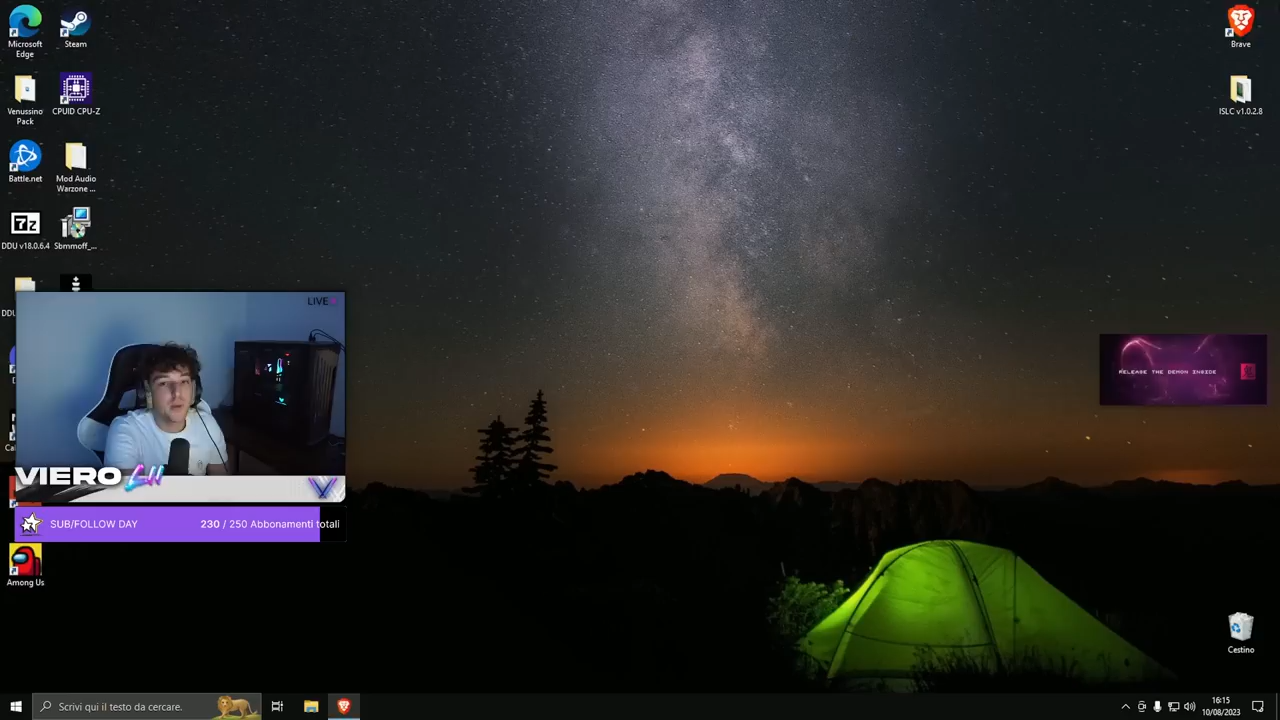 Microsoft
Edge
Steam
Brave
Venussino
Pack
CPUID CPU-Z
ISLC v1.0.2.8
Battle.net
Mod Audio
Warzone ...
7z
DDU v18.0.6.4
Sbmmoff_...
LIVE
RELEASE THE DEMON INSIDE
VIERO
SUB/FOLLOW DAY
230 / 250 Abbonamenti totali
Among Us
Cestino
Scrivi qui il testo da cercare.
16:15
10/08/2023